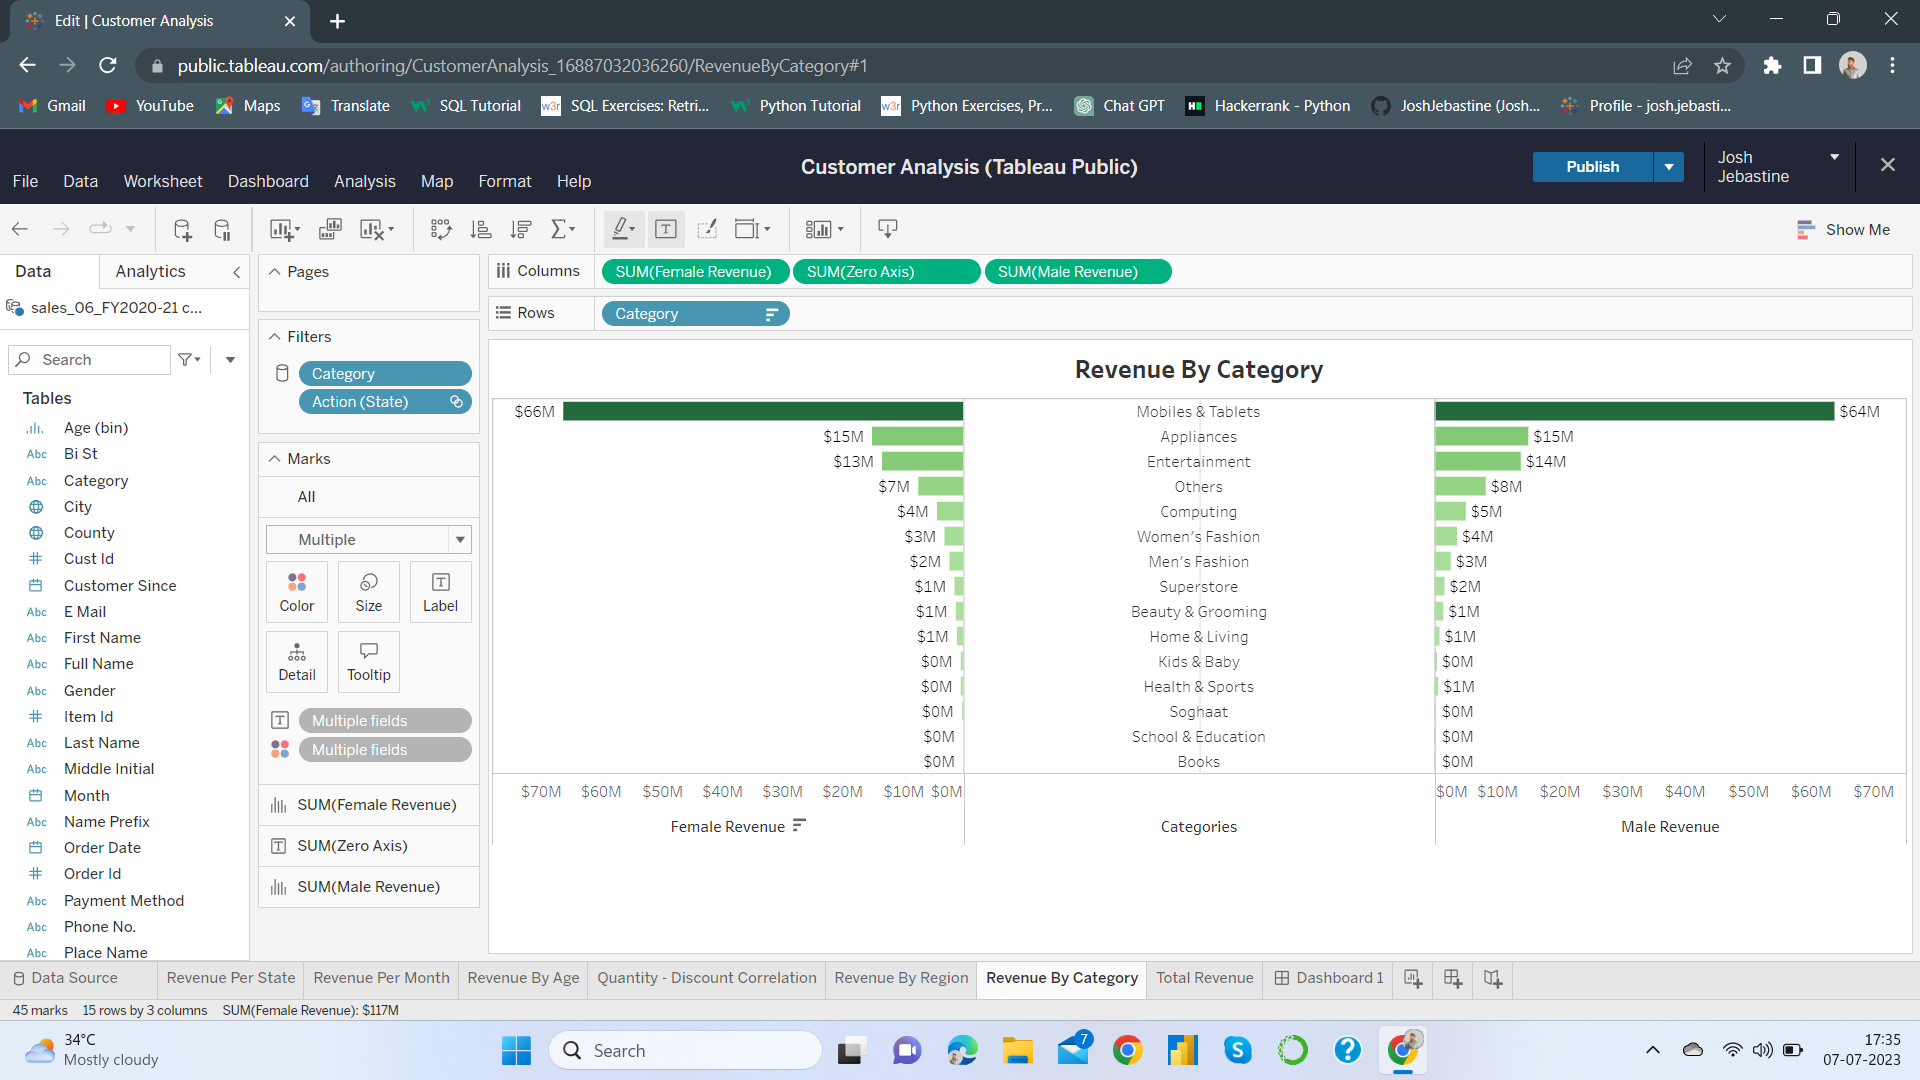 Edit | Customer Analysis
public.tableau.com/authoring/CustomerAnalysis_16887032036260/RevenueByCategory#1
Gmail YouTube Maps Translate SQL Tutorial SQL Exercises: Retri... Python Tutorial Python Exercises, Pr... Chat GPT Hackerrank - Python JoshJebastine (Josh... Profile - josh.jebasti...
Customer Analysis (Tableau Public)
Publish
Josh
Jebastine
File Data Worksheet Dashboard Analysis Map Format Help
Show Me
Data Analytics
sales_06_FY2020-21 c...
Search
Tables
Age (bin)
Abc Bi St
Abc Category
City
County
Cust Id
Customer Since
Abc E Mail
Abc First Name
Abc Full Name
Abc Gender
Item Id
Abc Last Name
Abc Middle Initial
Month
Abc Name Prefix
Order Date
Order Id
Abc Payment Method
Abc Phone No.
Abc Place Name
Pages
Filters
Category
Action (State)
Marks
All
Multiple
Color Size Label
Detail Tooltip
Multiple fields
Multiple fields
SUM(Female Revenue)
SUM(Zero Axis)
SUM(Male Revenue)
Columns SUM(Female Revenue) SUM(Zero Axis) SUM(Male Revenue)
Rows Category
Revenue By Category
$66M Mobiles & Tablets $64M
$15M Appliances $15M
$13M Entertainment $14M
$7M Others $8M
$4M Computing $5M
$3M Women's Fashion $4M
$2M Men's Fashion $3M
$1M Superstore $2M
$1M Beauty & Grooming $1M
$1M Home & Living $1M
$0M Kids & Baby $0M
$0M Health & Sports $1M
$0M Soghaat $0M
$0M School & Education $0M
$0M Books $0M
$70M $60M $50M $40M $30M $20M $10M $0M $0M $10M $20M $30M $40M $50M $60M $70M
Female Revenue Categories Male Revenue
Data Source Revenue Per State Revenue Per Month Revenue By Age Quantity - Discount Correlation Revenue By Region Revenue By Category Total Revenue Dashboard 1
45 marks 15 rows by 3 columns SUM(Female Revenue): $117M
34°C
Mostly cloudy
Search
7
17:35
07-07-2023